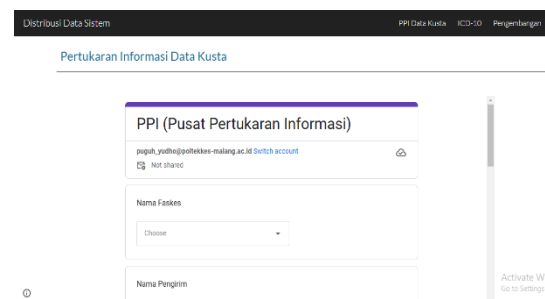 Distribusi Data Sistem
PPI Data Kusta ICD-10 Pengembangan
Pertukaran Informasi Data Kusta
PPI (Pusat Pertukaran Informasi)
puguh_yudho@poltekkes-malang.ac.id Switch account
Not shared
Nama Faskes
Choose
Nama Pengirim
Activate W
Go to Settings